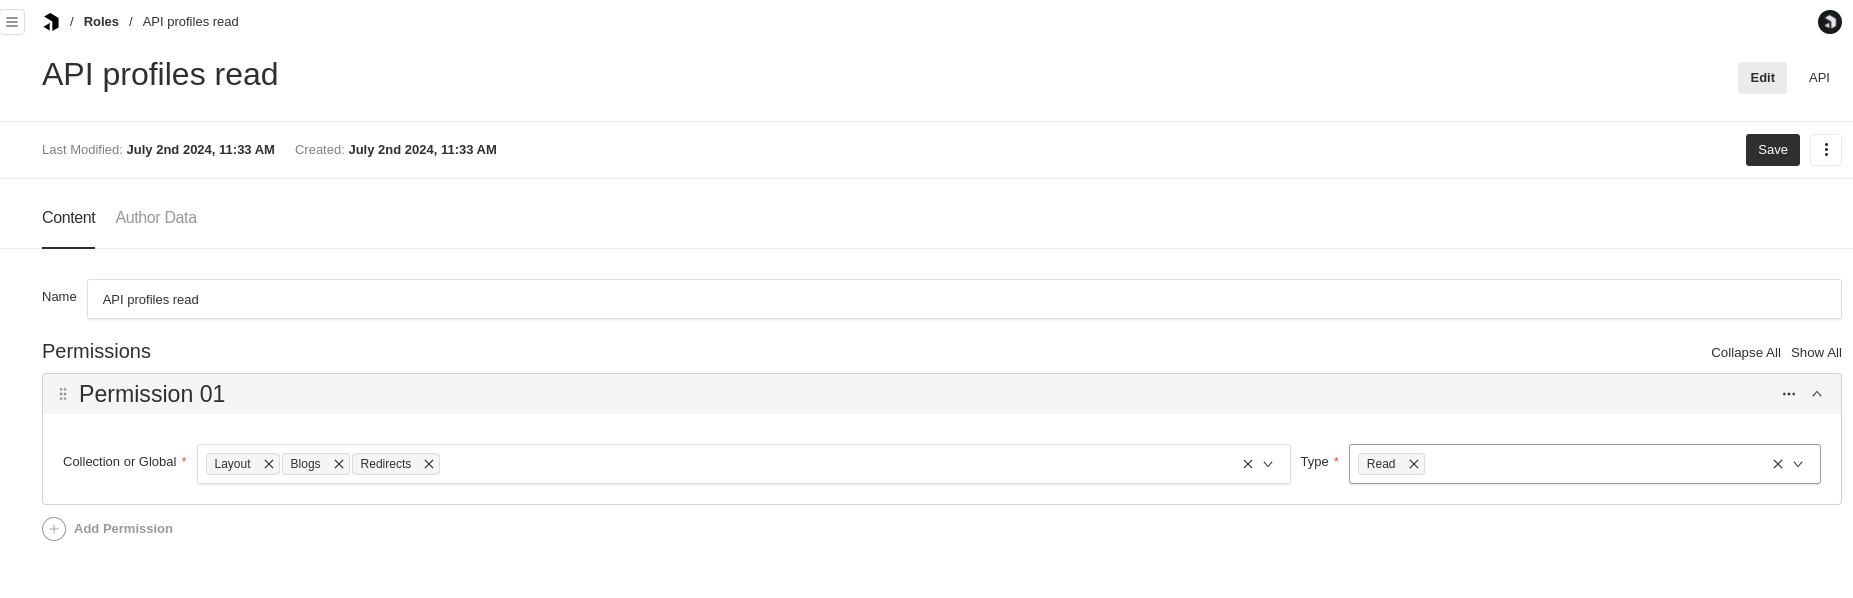 / Roles / API profiles read
API profiles read
Edit API
Last Modified: July 2nd 2024, 11:33 AM Created: July 2nd 2024, 11:33 AM
Save
Content Author Data
Name API profiles read
Permissions
Collapse All Show All
Permission 01
Collection or Global * Layout Blogs Redirects Type * Read
Add Permission